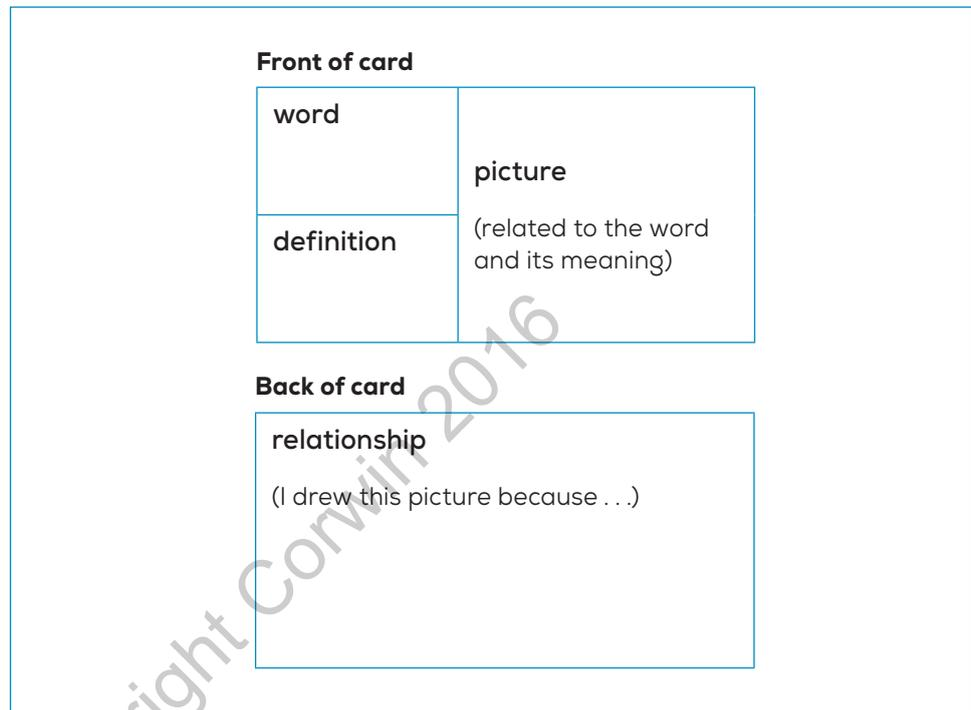 Front of card
word
picture
(related to the word
and its meaning)
definition
Back of card
relationship
(I drew this picture because . . .)
right Corwin 2016